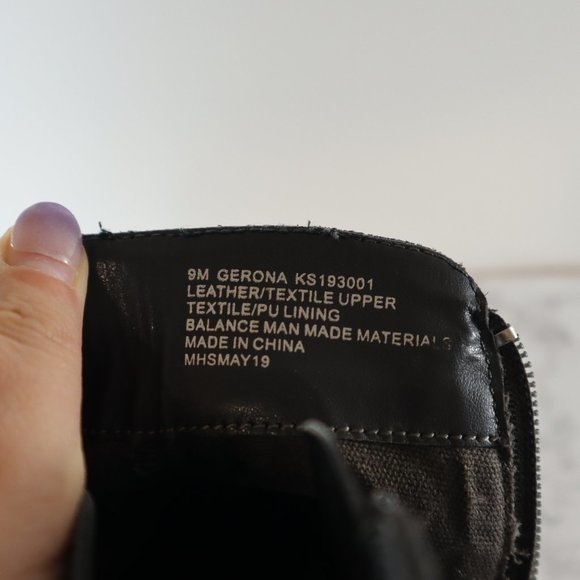 9M GERONA KS193001
LEATHER/TEXTILE UPPER
TEXTILE/PU LINING
BALANCE MAN MADE MATERIALS
MADE IN CHINA
MHSMAY19